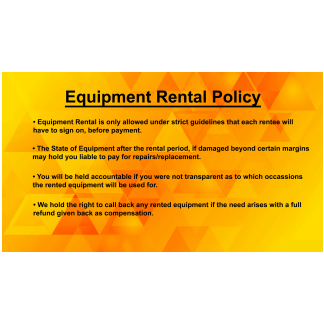 Equipment Rental Policy
• Equipment Rental is only allowed under strict guidelines that each rentee will
have to sign on, before payment.
• The State of Equipment after the rental period, if damaged beyond certain margins
may hold you liable to pay for repairs/replacement.
• You will be held accountable if you were not transparent as to which occassions
the rented equipment will be used for.
• We hold the right to call back any rented equipment if the need arises with a full
refund given back as compensation.